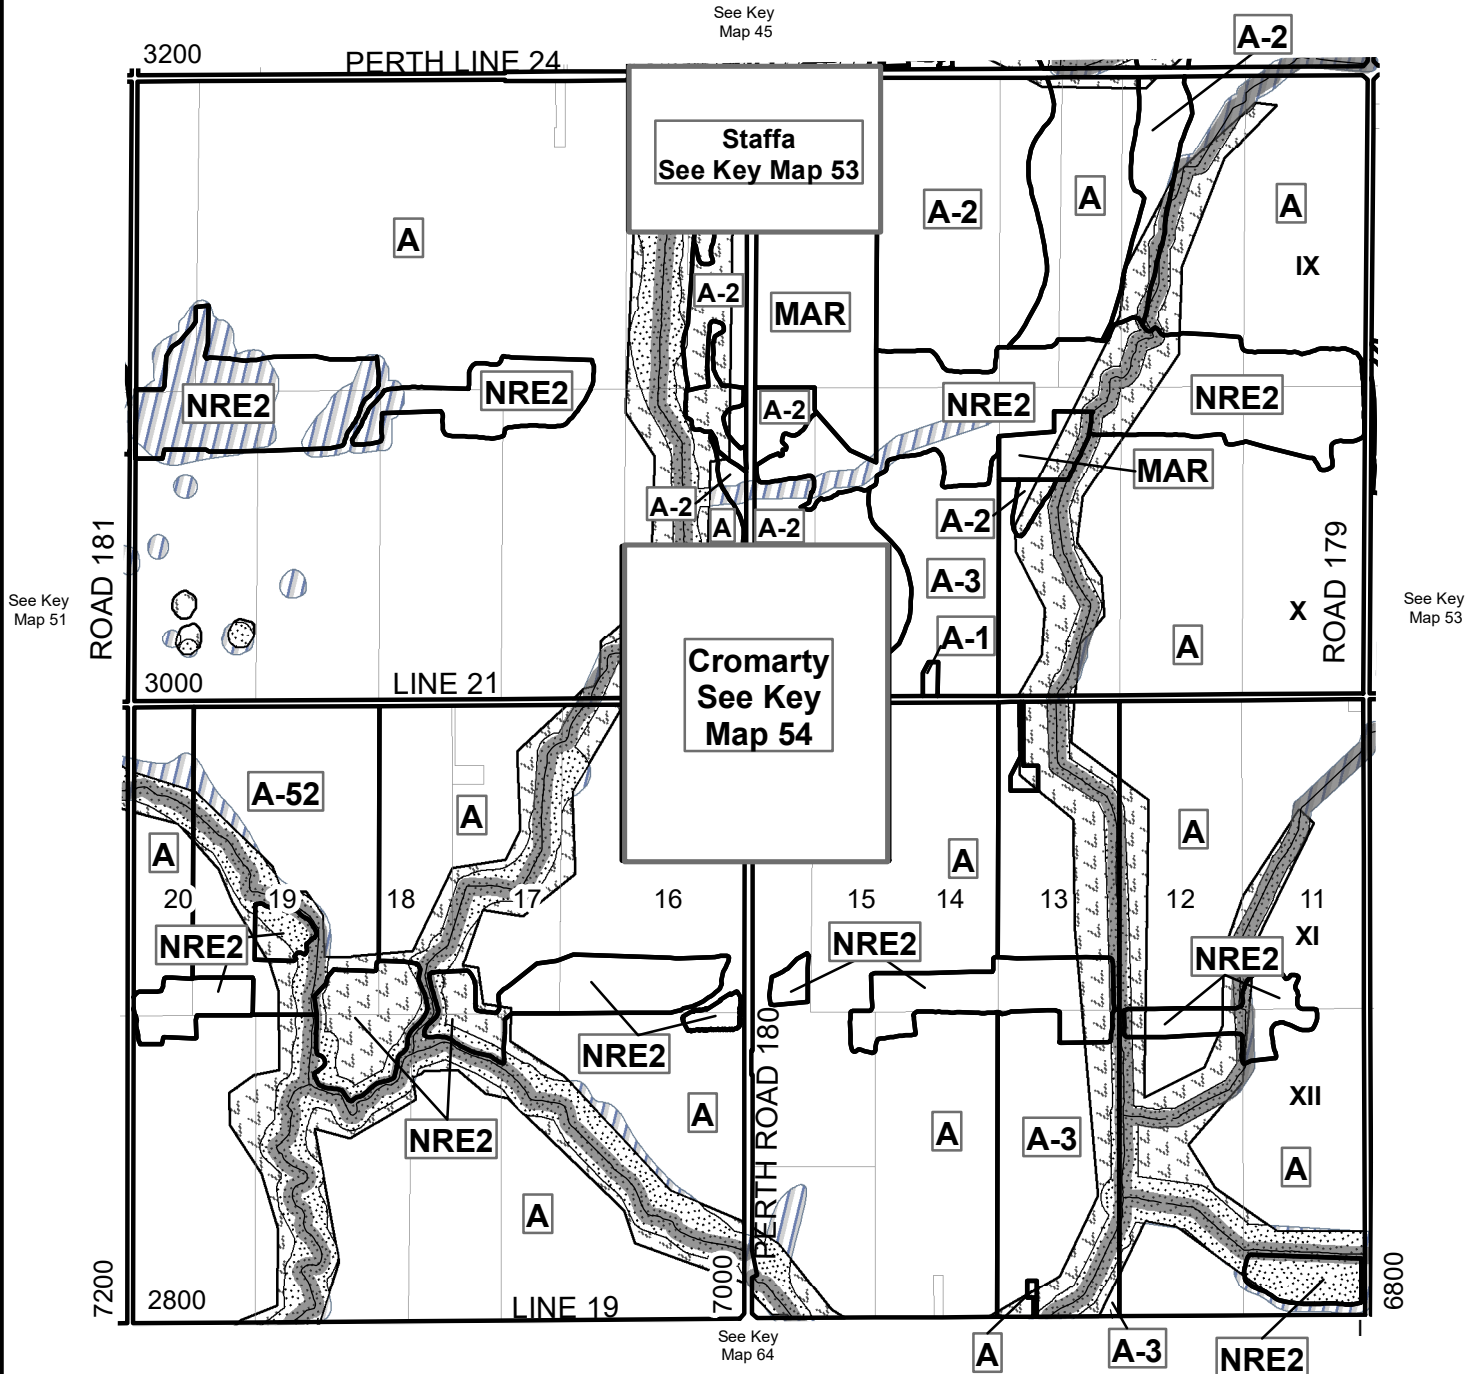 See Key
Map 45
3200
PERTH LINE 24
A-2
Staffa
See Key Map 53
A
A-2
A
A
IX
A-2
MAR
NRE2
NRE2
A-2
NRE2
NRE2
MAR
A-2
A
A-2
A-2
ROAD 181
ROAD 179
See Key
Map 51
See Key
Map 53
A-3
X
A-1
A
Cromarty
See Key
Map 54
3000
LINE 21
A-52
A
A
A
A
20
19
18
17
16
15
14
13
12
11
NRE2
NRE2
NRE2
XI
NRE2
NRE2
PERTH ROAD 180
A
A
A-3
XII
A
A
7200
2800
LINE 19
7000
6800
See Key
Map 64
A
A-3
NRE2